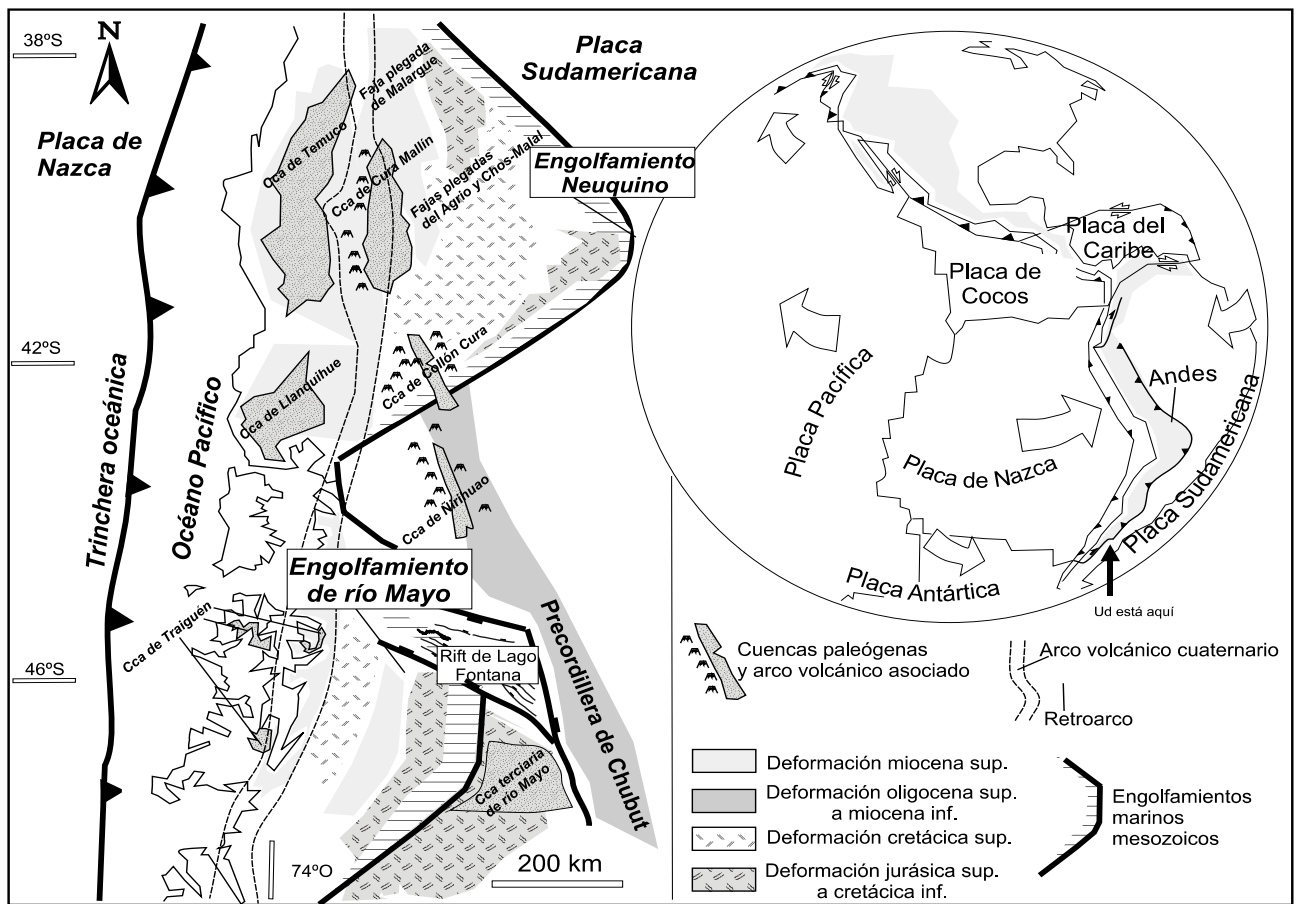 38ºS
N
Placa de
Nazca
42ºS
46ºS
Trinchera océanica
Océano Pacífico
Placa
Sudamericana
Faja plegada
de Malargue
Cca de Temuco
Cca de Cura Mallín
Fajas plegadas
del Agrio y Chos-Malal
Engolfamiento
Neuquino
Cca de Collón Cura
Cca de Llanquihue
Cca de Ñirihuao
Engolfamiento
de río Mayo
Cca de Traiguén
Rift de Lago
Fontana
Precordillera de Chubut
Cca terciaria
de río Mayo
74ºO
200 km
Placa del
Caribe
Placa de
Cocos
Placa Pacífica
Andes
Placa de Nazca
Placa Sudamericana
Placa Antártica
Ud está aquí
Cuencas paleógenas
y arco volcánico asociado
Arco volcánico cuaternario
Retroarco
Deformación miocena sup.
Deformación oligocena sup.
a miocena inf.
Deformación cretácica sup.
Deformación jurásica sup.
a cretácica inf.
Engolfamientos
marinos
mesozoicos